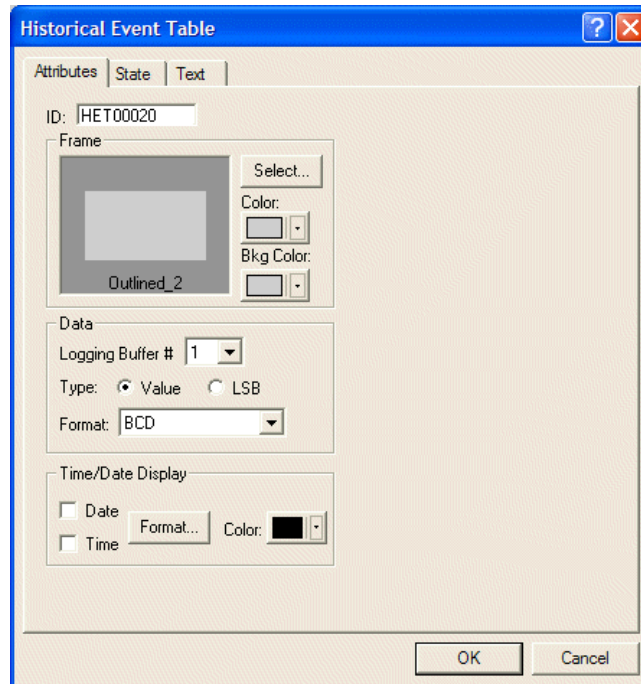 Historical Event Table
Attributes State Text
ID: HET00020
Frame
Select...
Color:
Bkg Color:
Outlined_2
Data
Logging Buffer # 1
Type: Value LSB
Format: BCD
Time/Date Display
Date
Format... Color:
Time
OK Cancel